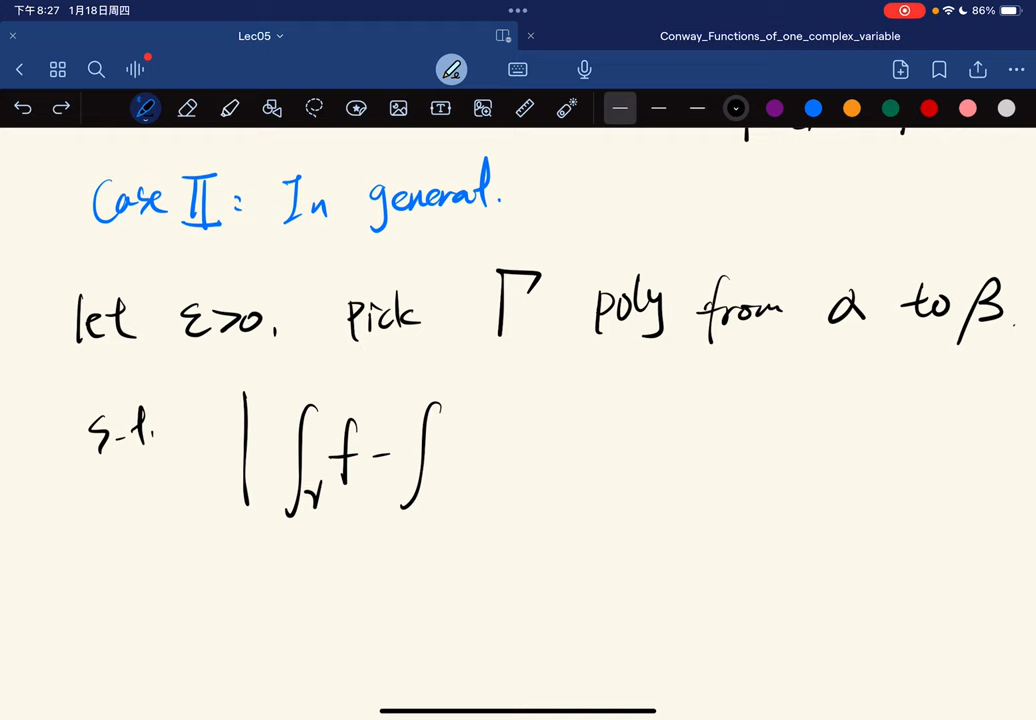 下午8:27 1月18日周四
86%
Lec05
Conway_Functions_of_one_complex_variable
Case II: In general.
let ε>0. pick Γ poly from α to β.
s.t. | ∫_γ f - ∫